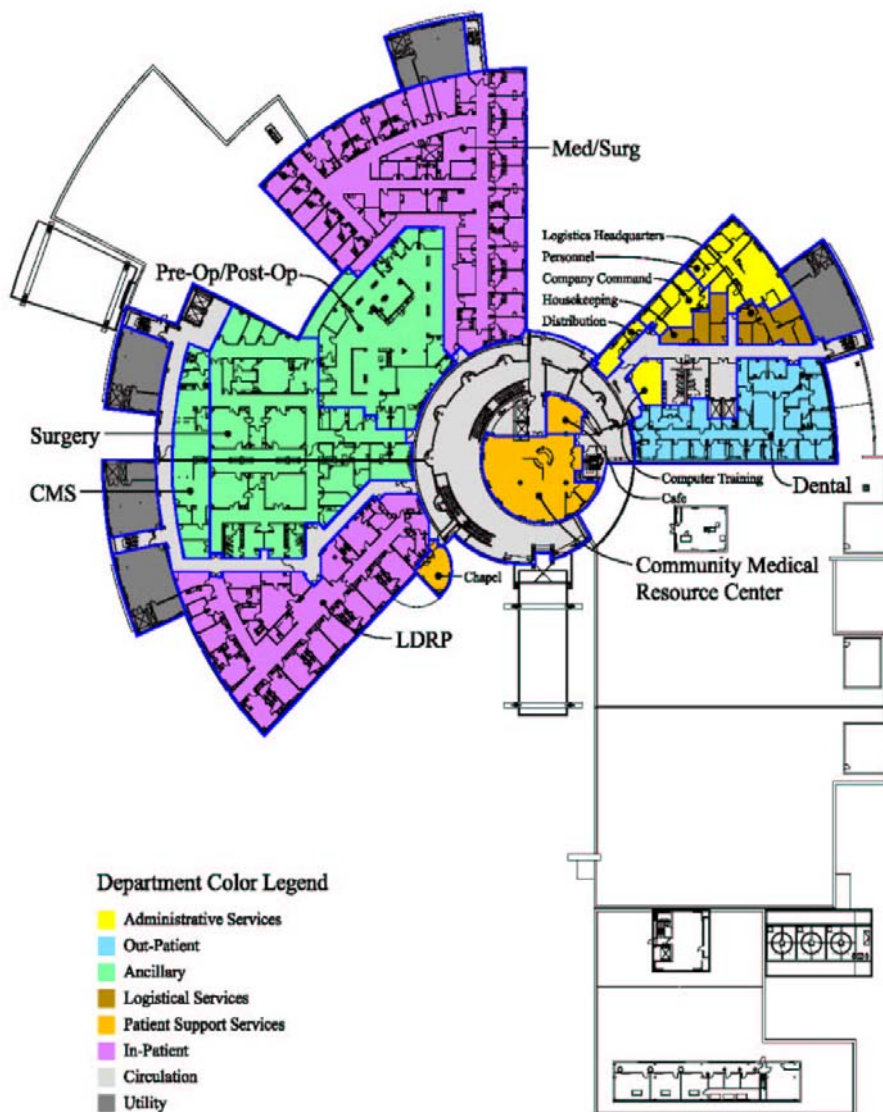 Med/Surg
Logistics Headquarters
Personnel
Company Command
Housekeeping
Distribution
Pre-Op/Post-Op
Surgery
CMS
Computer Training
Cafe
Dental
Community Medical
Resource Center
Chapel
LDRP
Department Color Legend
Administrative Services
Out-Patient
Ancillary
Logistical Services
Patient Support Services
In-Patient
Circulation
Utility